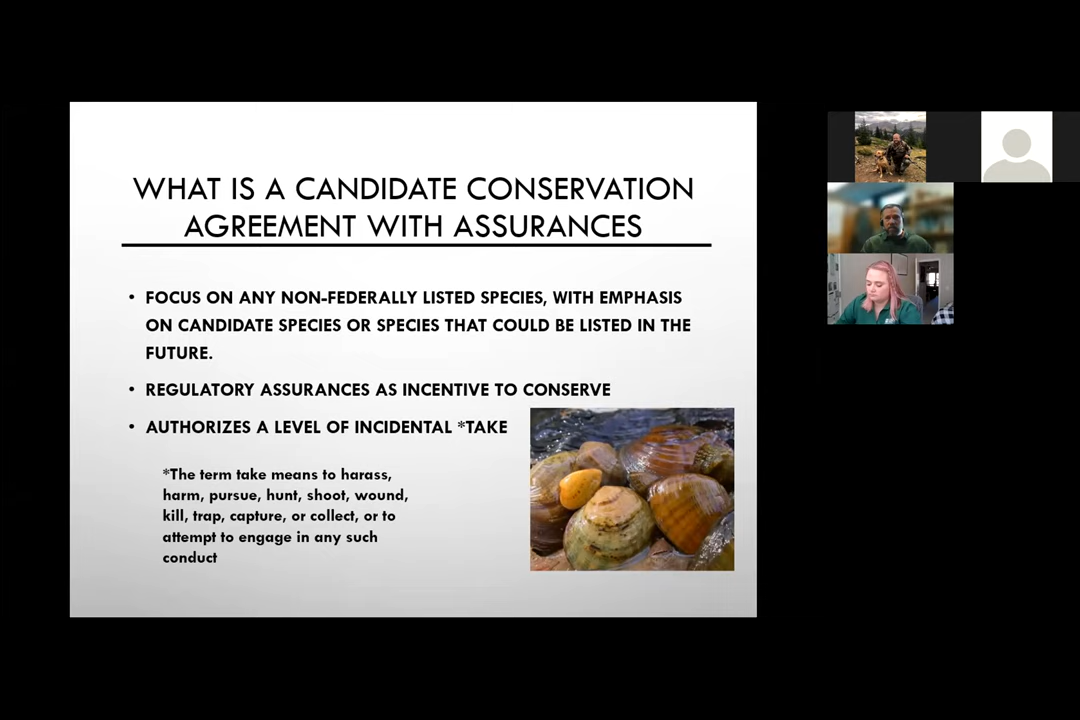 WHAT IS A CANDIDATE CONSERVATION
AGREEMENT WITH ASSURANCES
• FOCUS ON ANY NON-FEDERALLY LISTED SPECIES, WITH EMPHASIS
ON CANDIDATE SPECIES OR SPECIES THAT COULD BE LISTED IN THE
FUTURE.
• REGULATORY ASSURANCES AS INCENTIVE TO CONSERVE
• AUTHORIZES A LEVEL OF INCIDENTAL *TAKE
*The term take means to harass,
harm, pursue, hunt, shoot, wound,
kill, trap, capture, or collect, or to
attempt to engage in any such
conduct